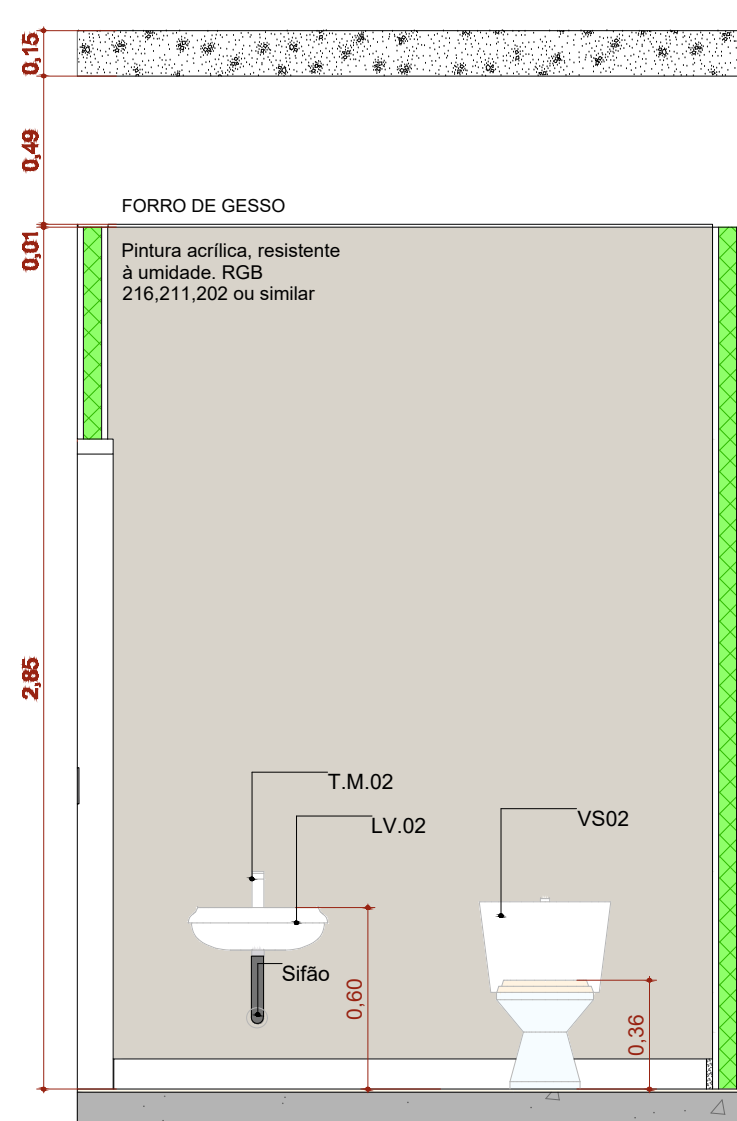 0,15
0,49
FORRO DE GESSO
0,01
Pintura acrílica, resistente
à umidade. RGB
216,211,202 ou similar
2,85
T.M.02
LV.02
VS02
Sifão
0,60
0,36